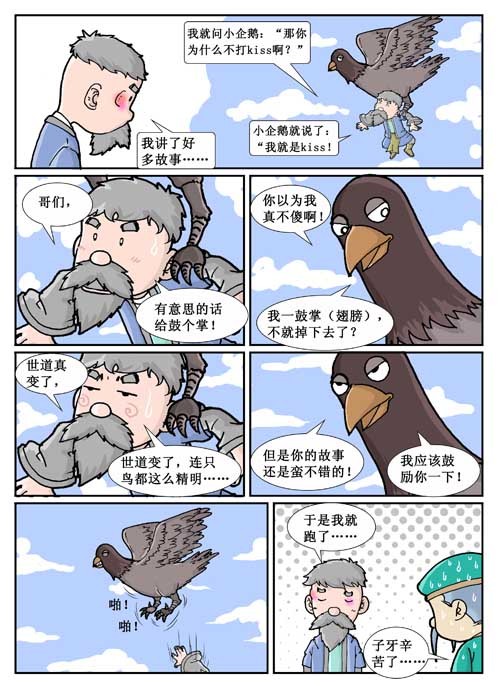 我就问小企鹅：“那你
为什么不打kiss啊？”
我讲了好
多故事……
小企鹅就说了：
“我就是kiss！
哥们，
有意思的话
给鼓个掌！
你以为我
真不傻啊！
我一鼓掌（翅膀），
不就掉下去了？
世道真
变了，
世道变了，连只
鸟都这么精明……
但是你的故事
还是蛮不错的！
我应该鼓
励你一下！
啪！
啪！
于是我就
跑了……
子牙辛
苦了……